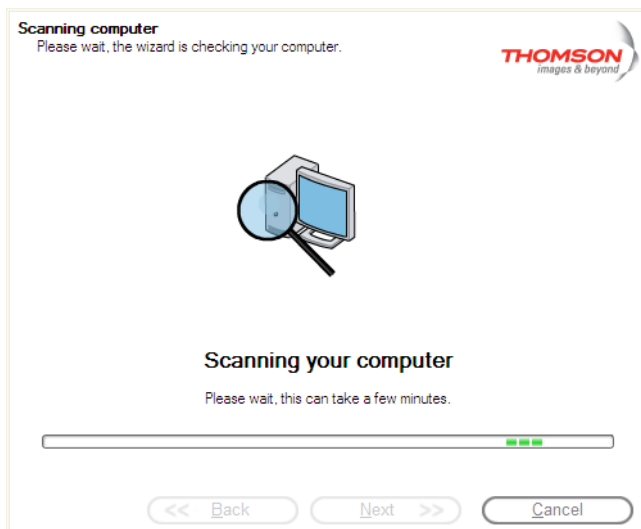 Scanning computer
Please wait, the wizard is checking your computer.
THOMSON
images & beyond
Scanning your computer
Please wait, this can take a few minutes.
<< Back
Next >>
Cancel